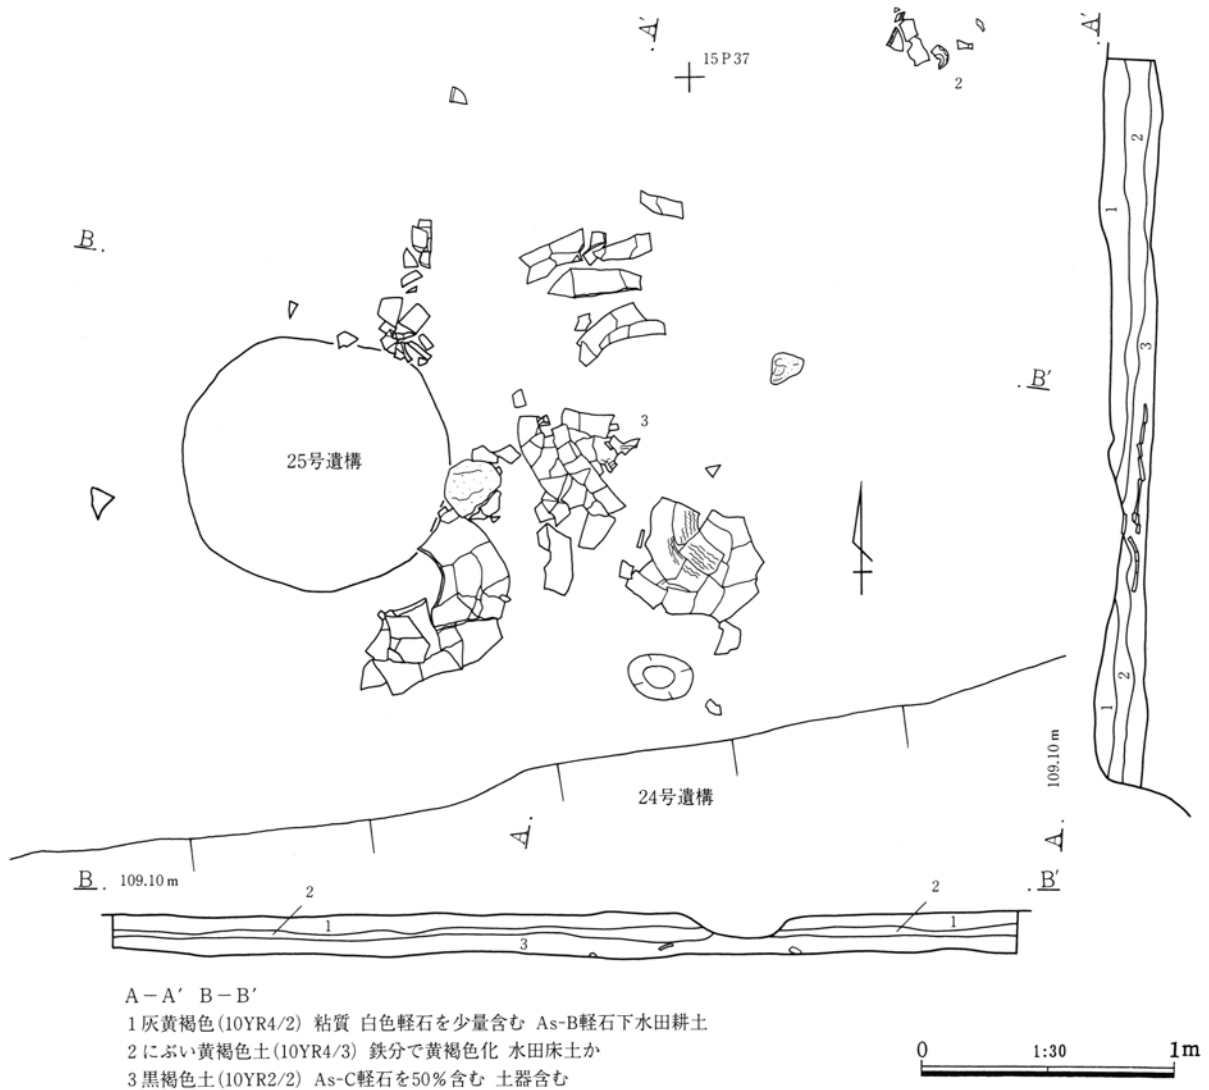 A′
15 P 37
2
A′
B
2
1
3
B′
3
25号遺構
2
1
109.10 m
24号遺構
A
A
B 109.10 m
2
2
B′
1
1
3
A－A′ B－B′
1 灰黄褐色(10YR4/2) 粘質 白色軽石を少量含む As-B軽石下水田耕土
2 にぶい黄褐色土(10YR4/3) 鉄分で黄褐色化 水田床土か
3 黒褐色土(10YR2/2) As-C軽石を50%含む 土器含む
0 1:30 1m